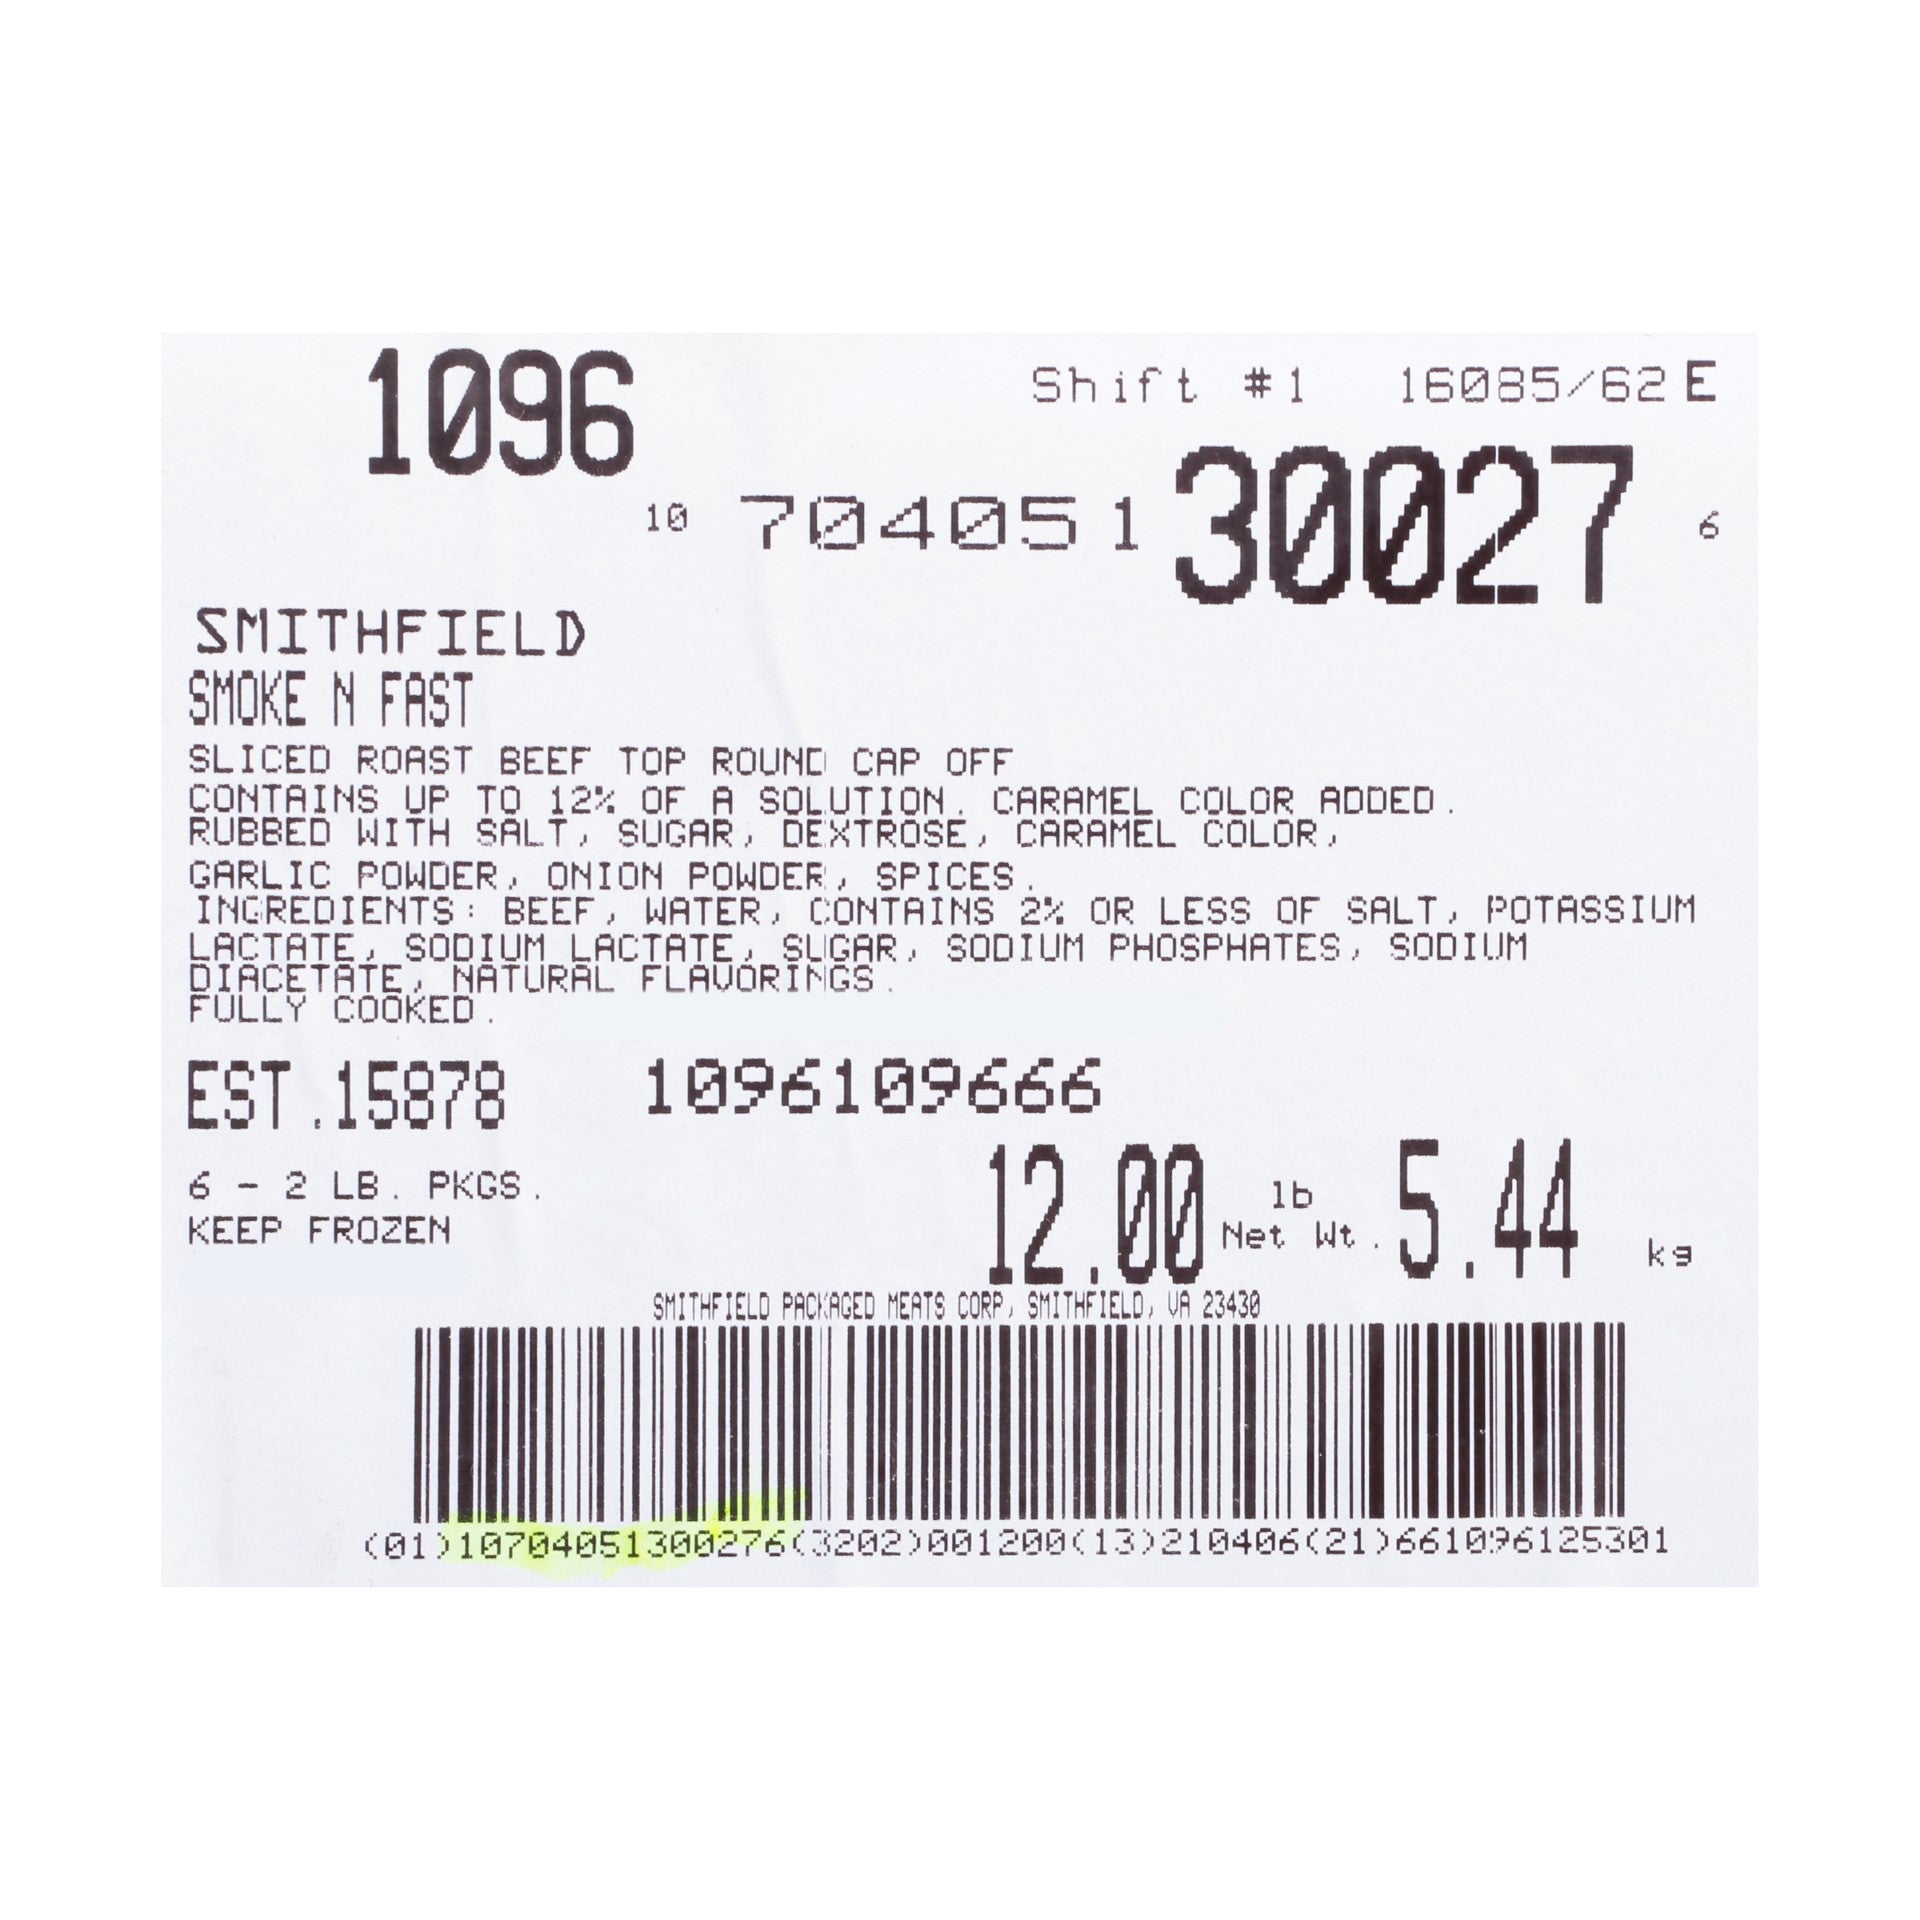 1096
Shift #1 16085/62 E
10 704051 30027 6
SMITHFIELD
SMOKE N FAST
SLICED ROAST BEEF TOP ROUND CAP OFF
CONTAINS UP TO 12% OF A SOLUTION. CARAMEL COLOR ADDED.
RUBBED WITH SALT, SUGAR, DEXTROSE, CARAMEL COLOR,
GARLIC POWDER, ONION POWDER, SPICES.
INGREDIENTS: BEEF, WATER, CONTAINS 2% OR LESS OF SALT, POTASSIUM
LACTATE, SODIUM LACTATE, SUGAR, SODIUM PHOSPHATES, SODIUM
DIACETATE, NATURAL FLAVORINGS.
FULLY COOKED.
EST.15878 1096109666
6 - 2 LB. PKGS.
KEEP FROZEN
12.00 lb Net Wt. 5.44 kg
SMITHFIELD PACKAGED MEATS CORP, SMITHFIELD, VA 23430
(01)10704051300276(3202)001200(13)210406(21)661096125301